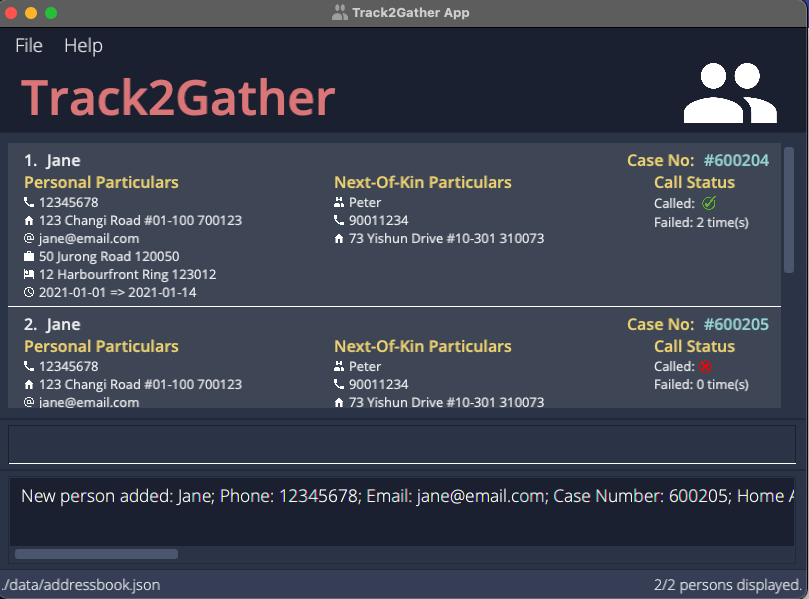 Track2Gather App
File Help
Track2Gather
1. Jane Case No: #600204
Personal Particulars Next-Of-Kin Particulars Call Status
12345678 Peter Called:
123 Changi Road #01-100 700123 90011234 Failed: 2 time(s)
jane@email.com 73 Yishun Drive #10-301 310073
50 Jurong Road 120050
12 Harbourfront Ring 123012
2021-01-01 => 2021-01-14
2. Jane Case No: #600205
Personal Particulars Next-Of-Kin Particulars Call Status
12345678 Peter Called:
123 Changi Road #01-100 700123 90011234 Failed: 0 time(s)
jane@email.com 73 Yishun Drive #10-301 310073
New person added: Jane; Phone: 12345678; Email: jane@email.com; Case Number: 600205; Home A
./data/addressbook.json 2/2 persons displayed.